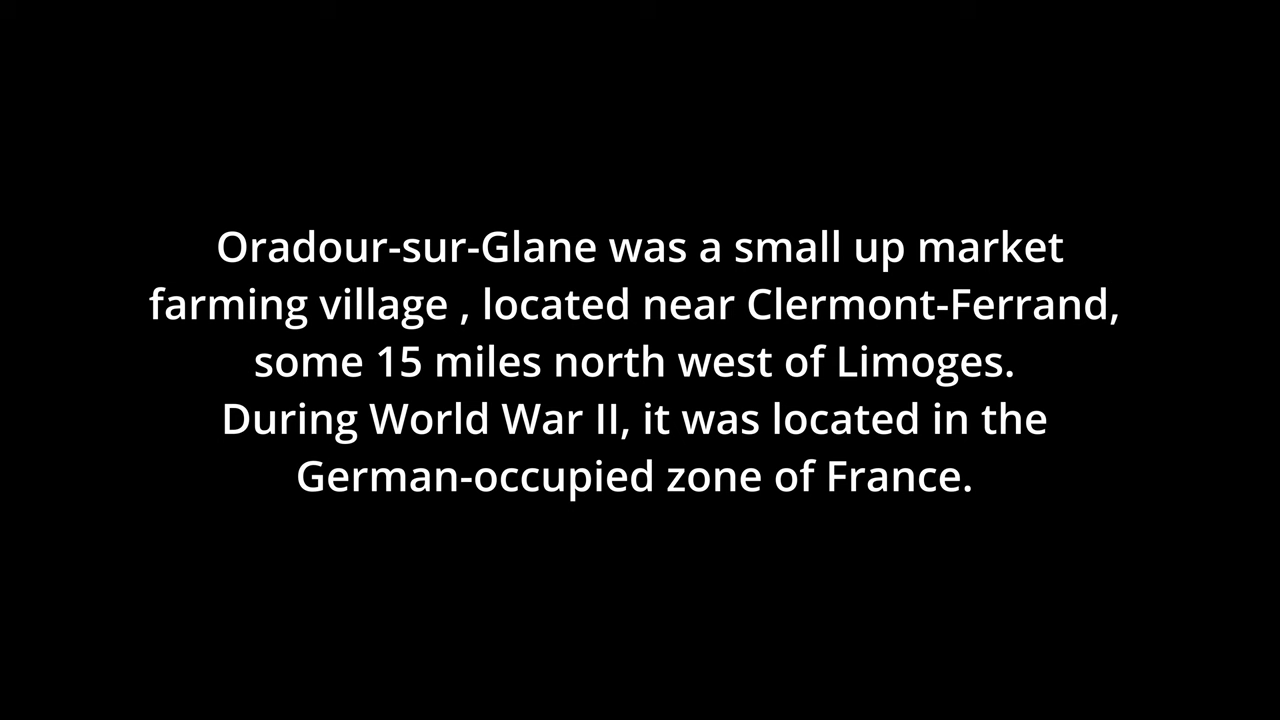 Oradour-sur-Glane was a small up market
farming village , located near Clermont-Ferrand,
some 15 miles north west of Limoges.
During World War II, it was located in the
German-occupied zone of France.